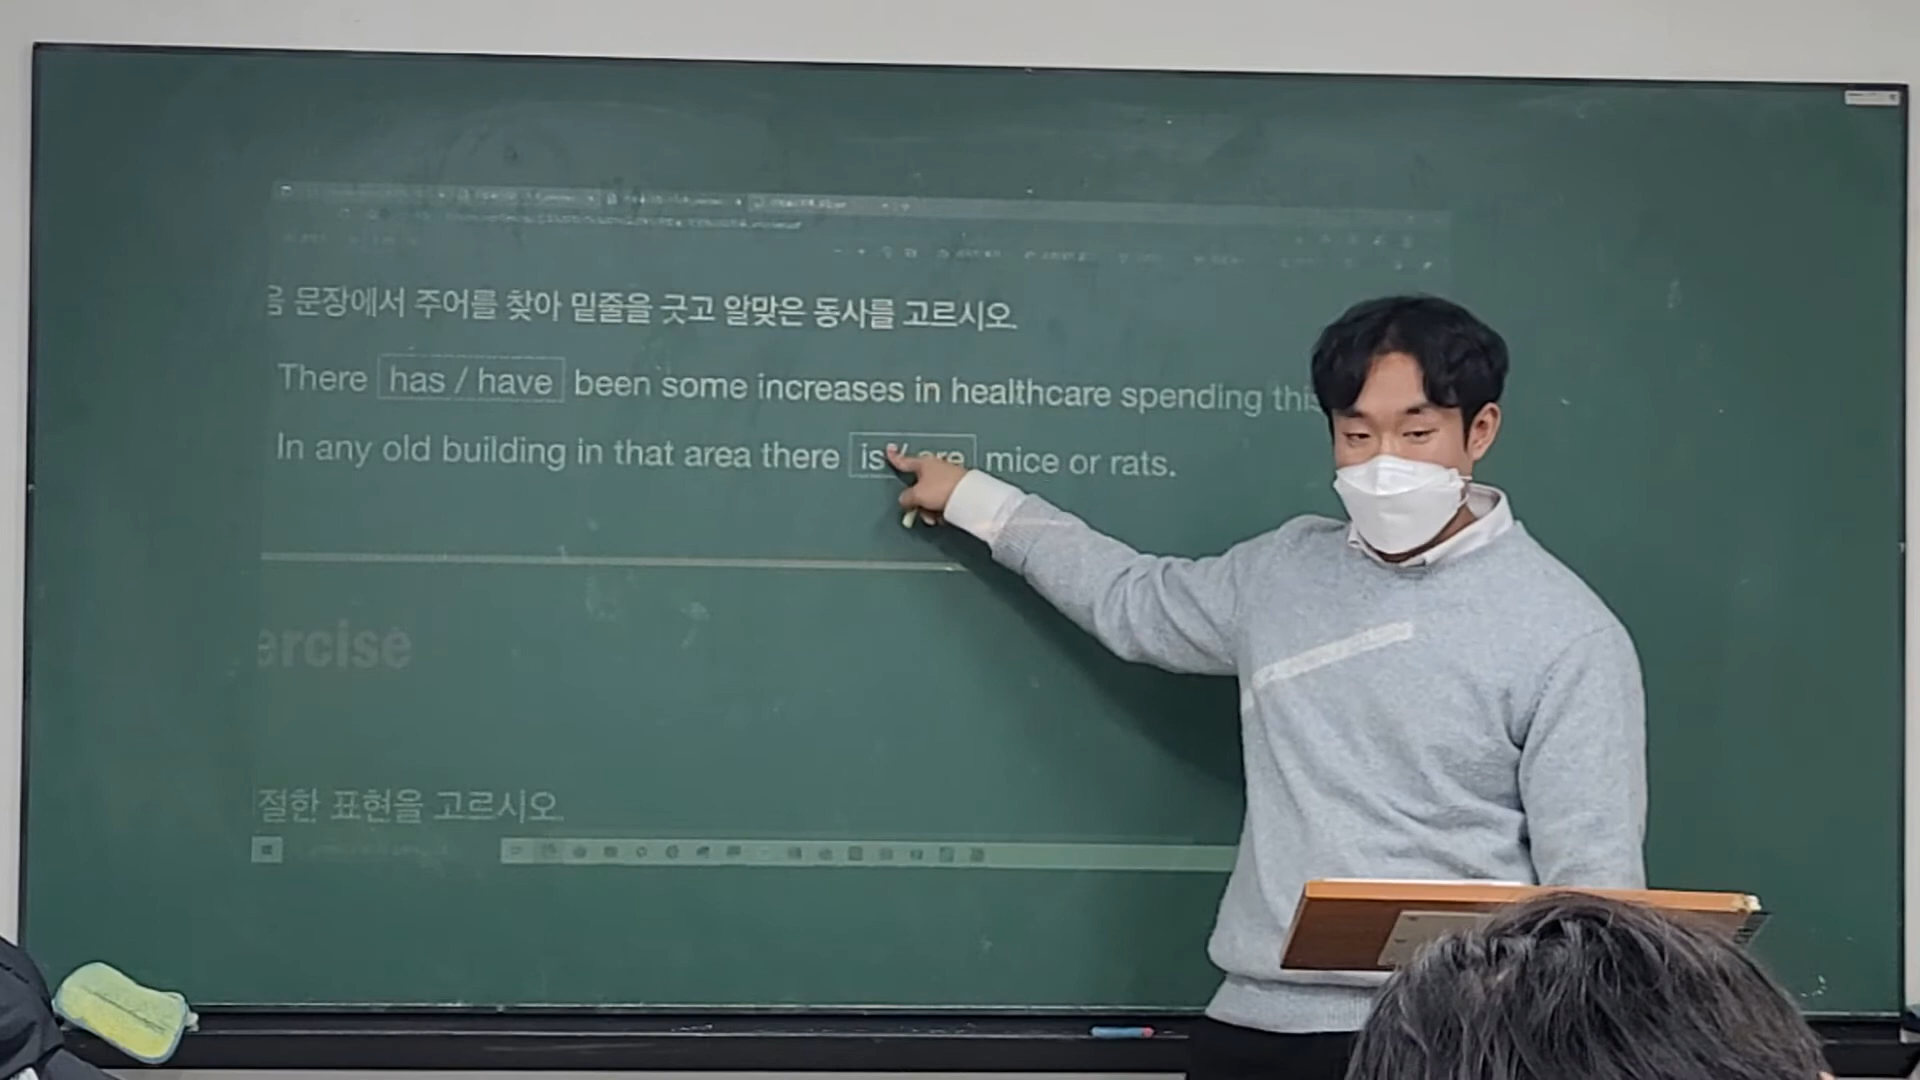 문장에서 주어를 찾아 밑줄을 긋고 알맞은 동사를 고르시오.
There has / have been some increases in healthcare spending this
In any old building in that area there is / are mice or rats.
ercise
절한 표현을 고르시오.